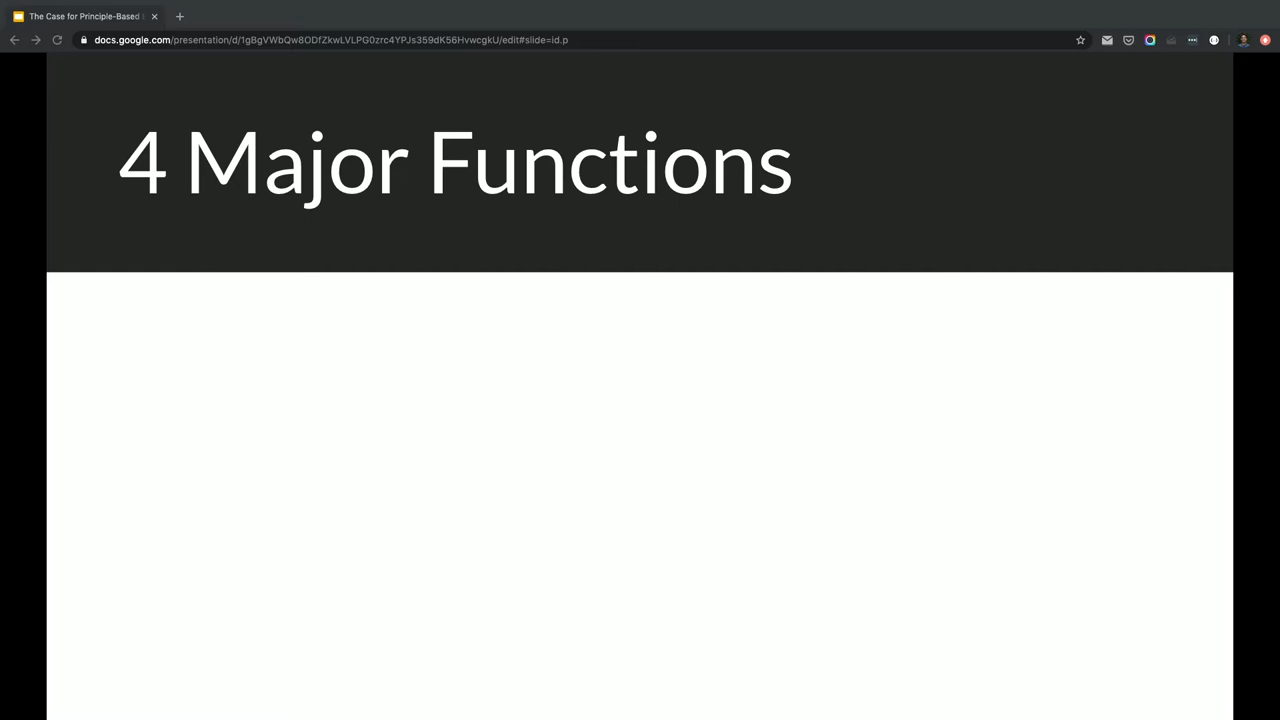 The Case for Principle-Based
docs.google.com/presentation/d/1gBgVWbQw8ODfZkwLVLPG0zrc4YPJs359dK56HvwcgkU/edit#slide=id.p
4 Major Functions